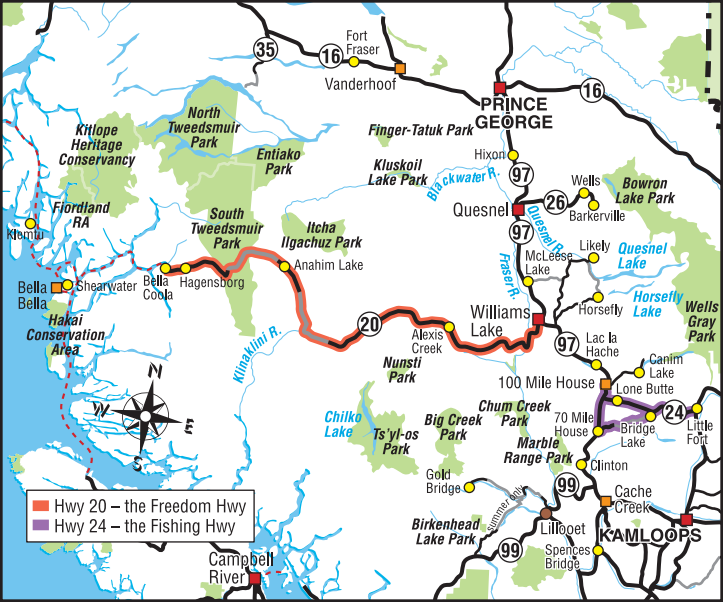 35
16
Fort
Fraser
Vanderhoof
16
PRINCE
GEORGE
North
Tweedsmuir
Park
Kitlope
Heritage
Conservancy
Finger-Tatuk Park
Entiako
Park
Kluskoil
Lake Park
Hixon
97
Blackwater R.
Wells
26
Barkerville
Bowron
Lake Park
Quesnel
97
Quesnel R.
Fiordland
RA
Klemtu
South
Tweedsmuir
Park
Itcha
Ilgachuz Park
Likely
McLeese
Lake
Quesnel
Lake
Fraser R.
Anahim Lake
Bella
Coola
Hagensborg
Bella
Bella
Shearwater
Horsefly
Horsefly
Lake
Wells
Gray
Park
Hakai
Conservation
Area
Williams
Lake
20
Alexis
Creek
97
Lac la
Hache
Klinaklini R.
Canim
Lake
Nunsti
Park
100 Mile House
Lone Butte
N
W
E
S
24
Chilko
Lake
Ts'yl-os
Park
Big Creek
Park
Chum Creek
Park
70 Mile
House
Bridge
Lake
Little
Fort
Marble
Range Park
Clinton
Gold
Bridge
99
summer only
Cache
Creek
Hwy 20 – the Freedom Hwy
Hwy 24 – the Fishing Hwy
Birkenhead
Lake Park
Lillooet
KAMLOOPS
99
Spences
Bridge
Campbell
River